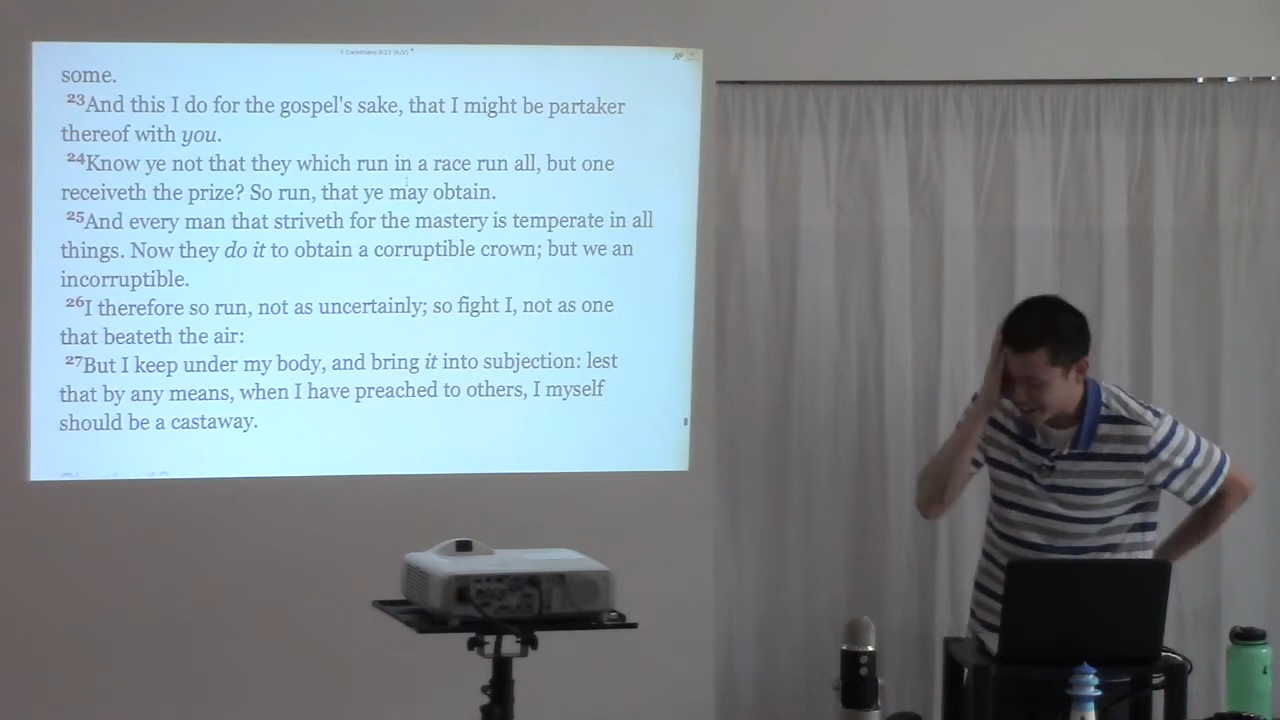 1 Corinthians 9:22 (KJV)
some.
23And this I do for the gospel's sake, that I might be partaker
thereof with you.
24Know ye not that they which run in a race run all, but one
receiveth the prize? So run, that ye may obtain.
25And every man that striveth for the mastery is temperate in all
things. Now they do it to obtain a corruptible crown; but we an
incorruptible.
26I therefore so run, not as uncertainly; so fight I, not as one
that beateth the air:
27But I keep under my body, and bring it into subjection: lest
that by any means, when I have preached to others, I myself
should be a castaway.